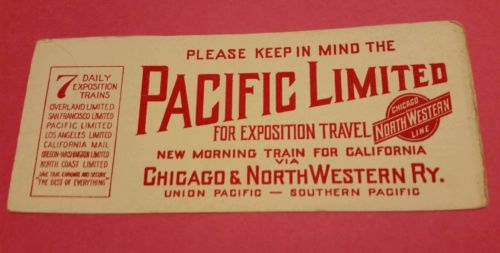 PLEASE KEEP IN MIND THE
PACIFIC LIMITED
FOR EXPOSITION TRAVEL
NEW MORNING TRAIN FOR CALIFORNIA
VIA
CHICAGO & NORTHWESTERN RY.
UNION PACIFIC — SOUTHERN PACIFIC
7 DAILY
EXPOSITION
TRAINS
OVERLAND LIMITED
SAN FRANCISCO LIMITED
PACIFIC LIMITED
LOS ANGELES LIMITED
CALIFORNIA MAIL
OREGON-WASHINGTON LIMITED
NORTH COAST LIMITED
"THE BEST OF EVERYTHING"
CHICAGO
NORTH WESTERN
LINE